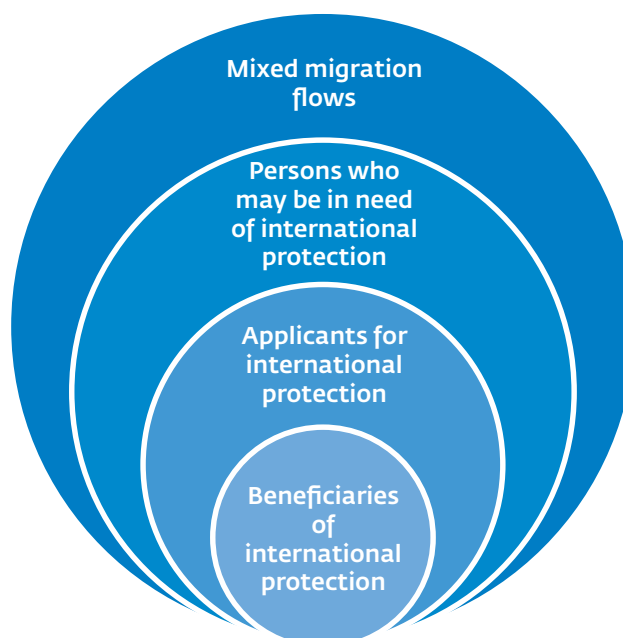 Mixed migration
flows
Persons who
may be in need
of international
protection
Applicants for
international
protection
Beneficiaries
of
international
protection